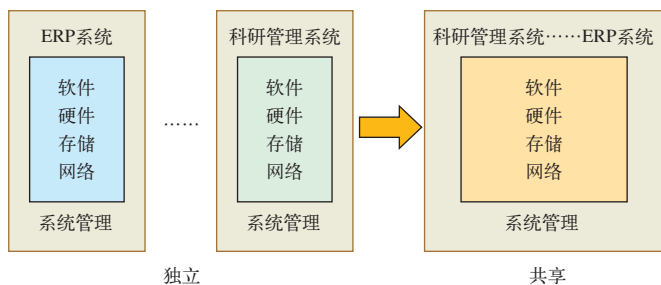 ERP系统
软件
硬件
存储
网络
系统管理
……
科研管理系统
软件
硬件
存储
网络
系统管理
独立
科研管理系统……ERP系统
软件
硬件
存储
网络
系统管理
共享